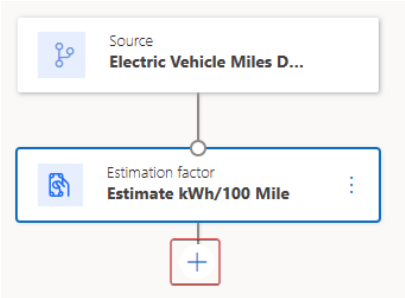 Source
Electric Vehicle Miles D...
Estimation factor
Estimate kWh/100 Mile